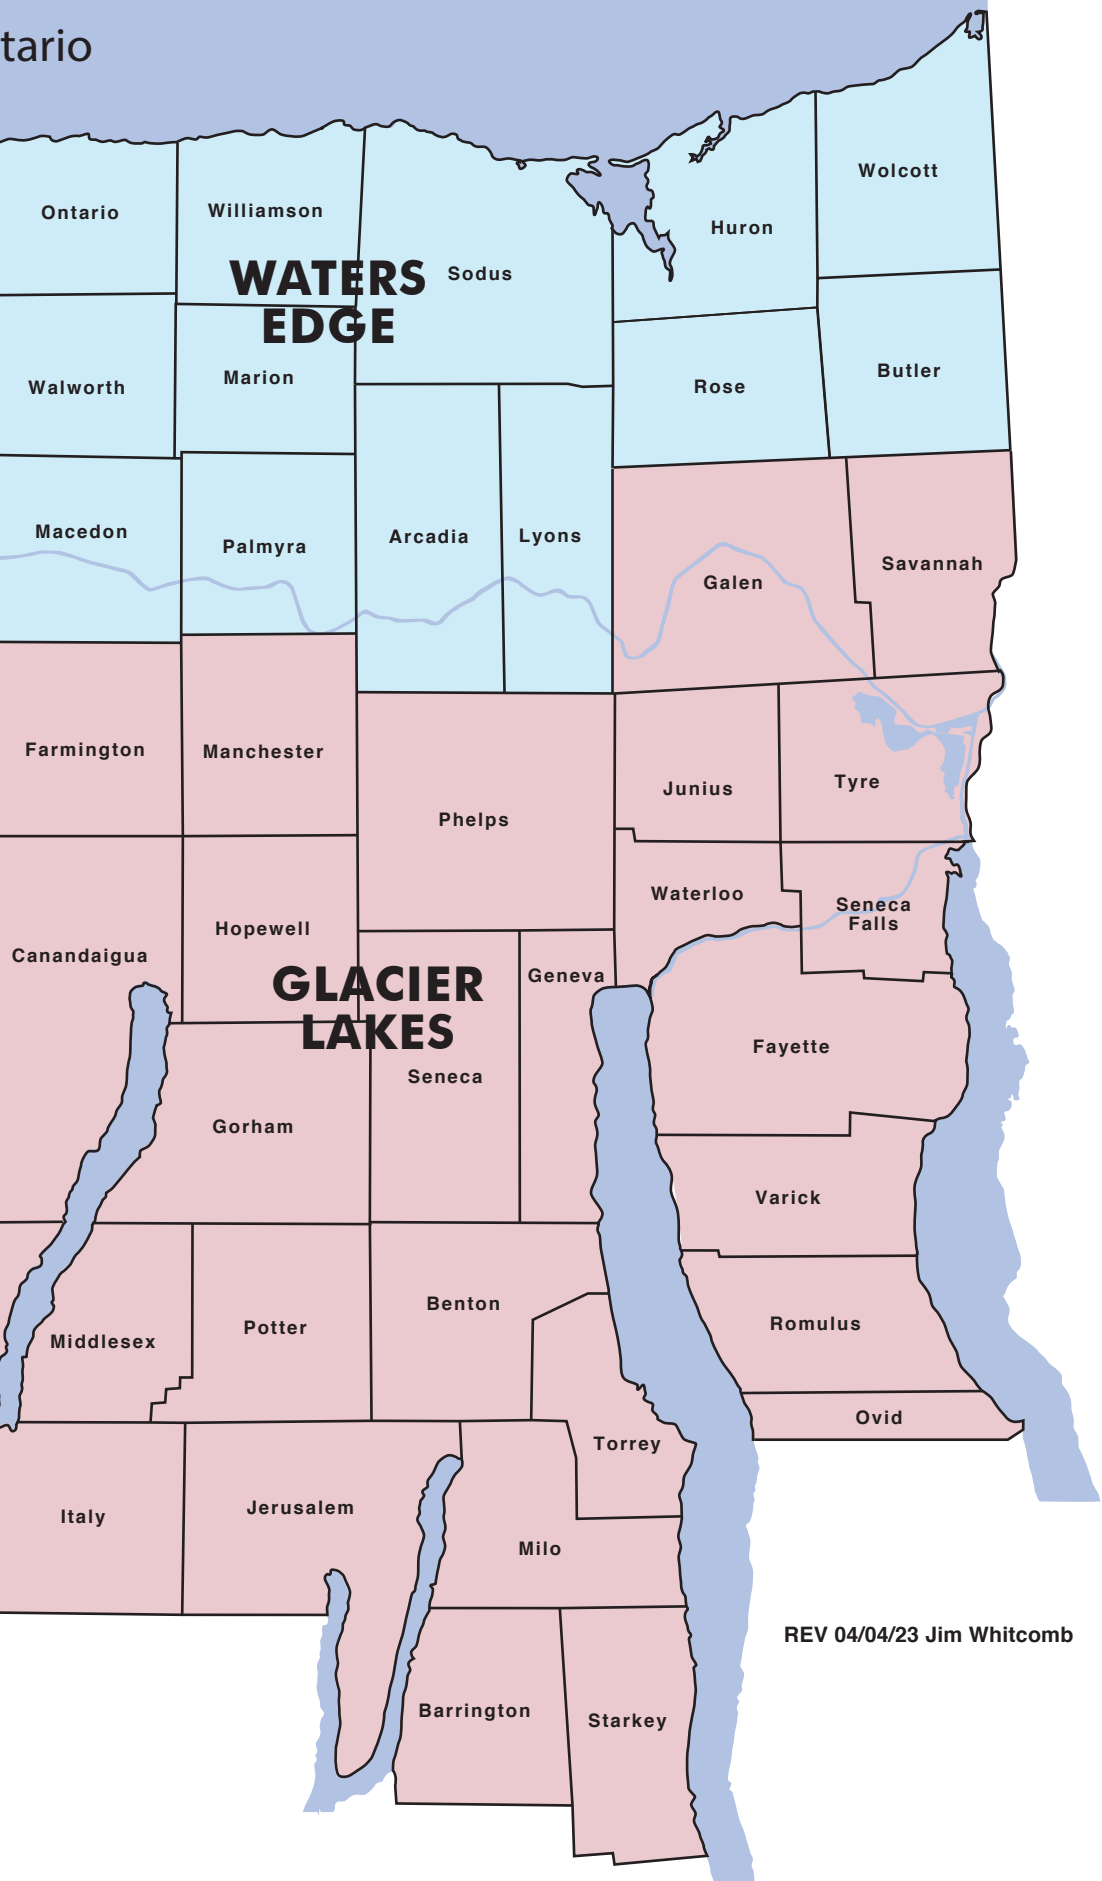 tario
Wolcott
Ontario
Williamson
Huron
WATERS
EDGE
Sodus
Walworth
Marion
Rose
Butler
Macedon
Palmyra
Arcadia
Lyons
Galen
Savannah
Farmington
Manchester
Phelps
Junius
Tyre
Waterloo
Seneca
Falls
Canandaigua
Hopewell
GLACIER
LAKES
Geneva
Fayette
Seneca
Gorham
Varick
Middlesex
Potter
Benton
Romulus
Ovid
Torrey
Italy
Jerusalem
Milo
REV 04/04/23 Jim Whitcomb
Barrington
Starkey